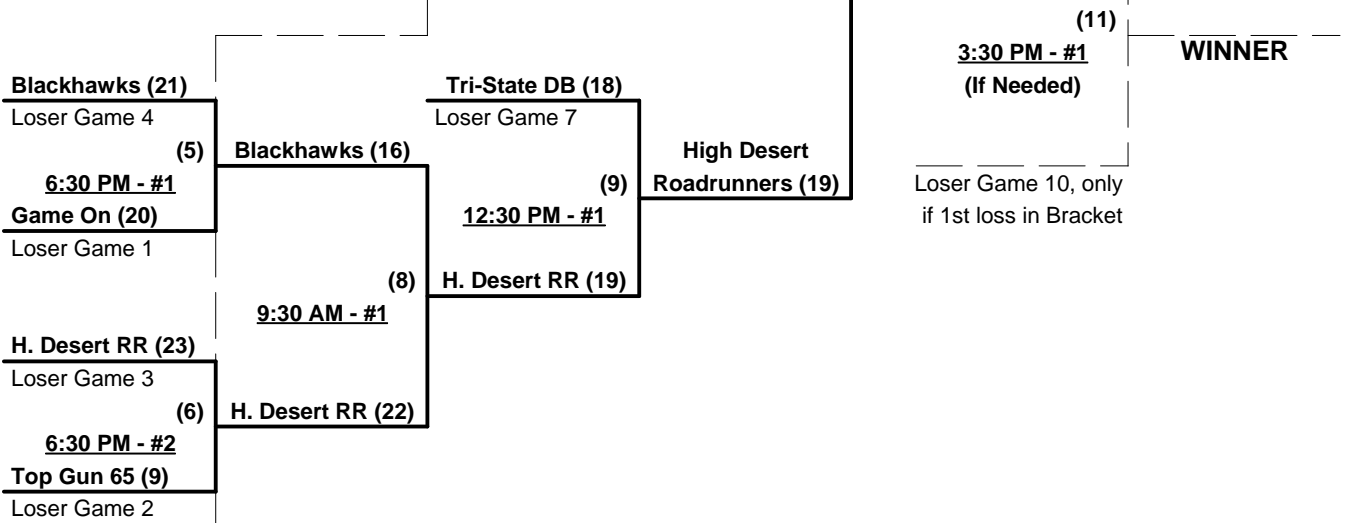 (11)
3:30 PM - #1
WINNER
(If Needed)
Blackhawks (21)
Loser Game 4
(5)
6:30 PM - #1
Game On (20)
Loser Game 1
Blackhawks (16)
Tri-State DB (18)
Loser Game 7
(9)
12:30 PM - #1
High Desert
Roadrunners (19)
Loser Game 10, only
if 1st loss in Bracket
(8)
9:30 AM - #1
H. Desert RR (19)
H. Desert RR (23)
Loser Game 3
(6)
6:30 PM - #2
Top Gun 65 (9)
Loser Game 2
H. Desert RR (22)